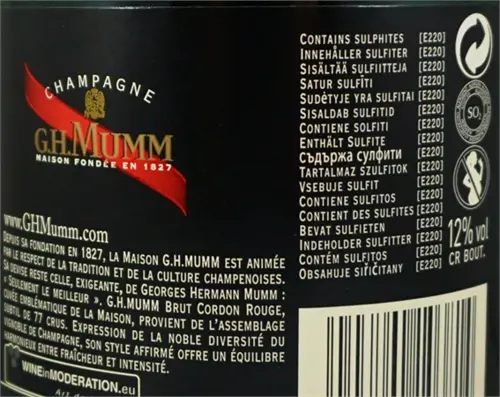 CHAMPAGNE
G.H.MUMM
MAISON FONDÉE EN 1827
www.GHMumm.com
DEPUIS SA FONDATION EN 1827, LA MAISON G.H.MUMM EST ANIMÉE
PAR LE RESPECT DE LA TRADITION ET DE LA CULTURE CHAMPENOISES.
SA DEVISE RESTE CELLE, EXIGEANTE, DE GEORGES HERMANN MUMM :
« SEULEMENT LE MEILLEUR ». G.H.MUMM BRUT CORDON ROUGE,
CUVÉE EMBLÉMATIQUE DE LA MAISON, PROVIENT DE L'ASSEMBLAGE
SUBTIL DE 77 CRUS. EXPRESSION DE LA NOBLE DIVERSITÉ DU
VIGNOBLE DE CHAMPAGNE, SON STYLE AFFIRMÉ OFFRE UN ÉQUILIBRE
HARMONIEUX ENTRE FRAÎCHEUR ET INTENSITÉ.
WINEinMODERATION.eu
Art de
CONTAINS SULPHITES [E220]
INNEHÅLLER SULFITER [E220]
SISÄLTÄÄ SULFIITTEJA [E220]
SATUR SULFĪTI [E220]
SUDĖTYJE YRA SULFITAI [E220]
SISALDAB SULFITID [E220]
CONTIENE SOLFITI [E220]
ENTHÄLT SULFITE [E220]
СЪДЪРЖА СУЛФИТИ [E220]
TARTALMAZ SZULFITOK [E220]
VSEBUJE SULFIT [E220]
CONTIENE SULFITOS [E220]
CONTIENT DES SULFITES [E220]
BEVAT SULFIETEN [E220]
INDEHOLDER SULFITTER [E220]
CONTÉM SULFITOS [E220]
OBSAHUJE SIŘIČITANY [E220]
SO2
12% vol
CR BOUT.